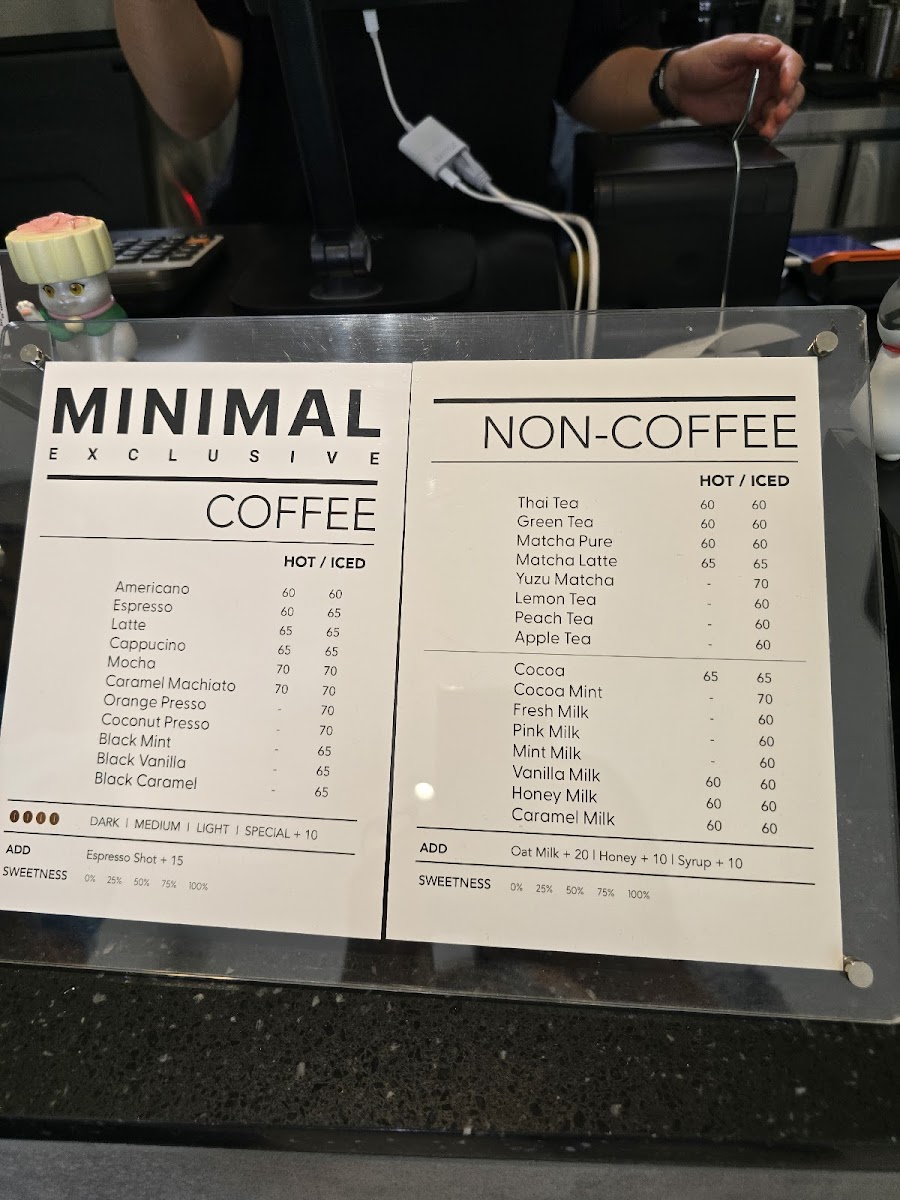 MINIMAL
EXCLUSIVE
COFFEE
HOT / ICED
Americano 60 60
Espresso 60 65
Latte 65 65
Cappucino 65 65
Mocha 70 70
Caramel Machiato 70 70
Orange Presso - 70
Coconut Presso - 70
Black Mint - 65
Black Vanilla - 65
Black Caramel - 65
DARK | MEDIUM | LIGHT | SPECIAL + 10
ADD Espresso Shot + 15
SWEETNESS 0% 25% 50% 75% 100%
NON-COFFEE
HOT / ICED
Thai Tea 60 60
Green Tea 60 60
Matcha Pure 60 60
Matcha Latte 65 65
Yuzu Matcha - 70
Lemon Tea - 60
Peach Tea - 60
Apple Tea - 60
Cocoa 65 65
Cocoa Mint - 70
Fresh Milk - 60
Pink Milk - 60
Mint Milk - 60
Vanilla Milk 60 60
Honey Milk 60 60
Caramel Milk 60 60
ADD Oat Milk + 20 | Honey + 10 | Syrup + 10
SWEETNESS 0% 25% 50% 75% 100%